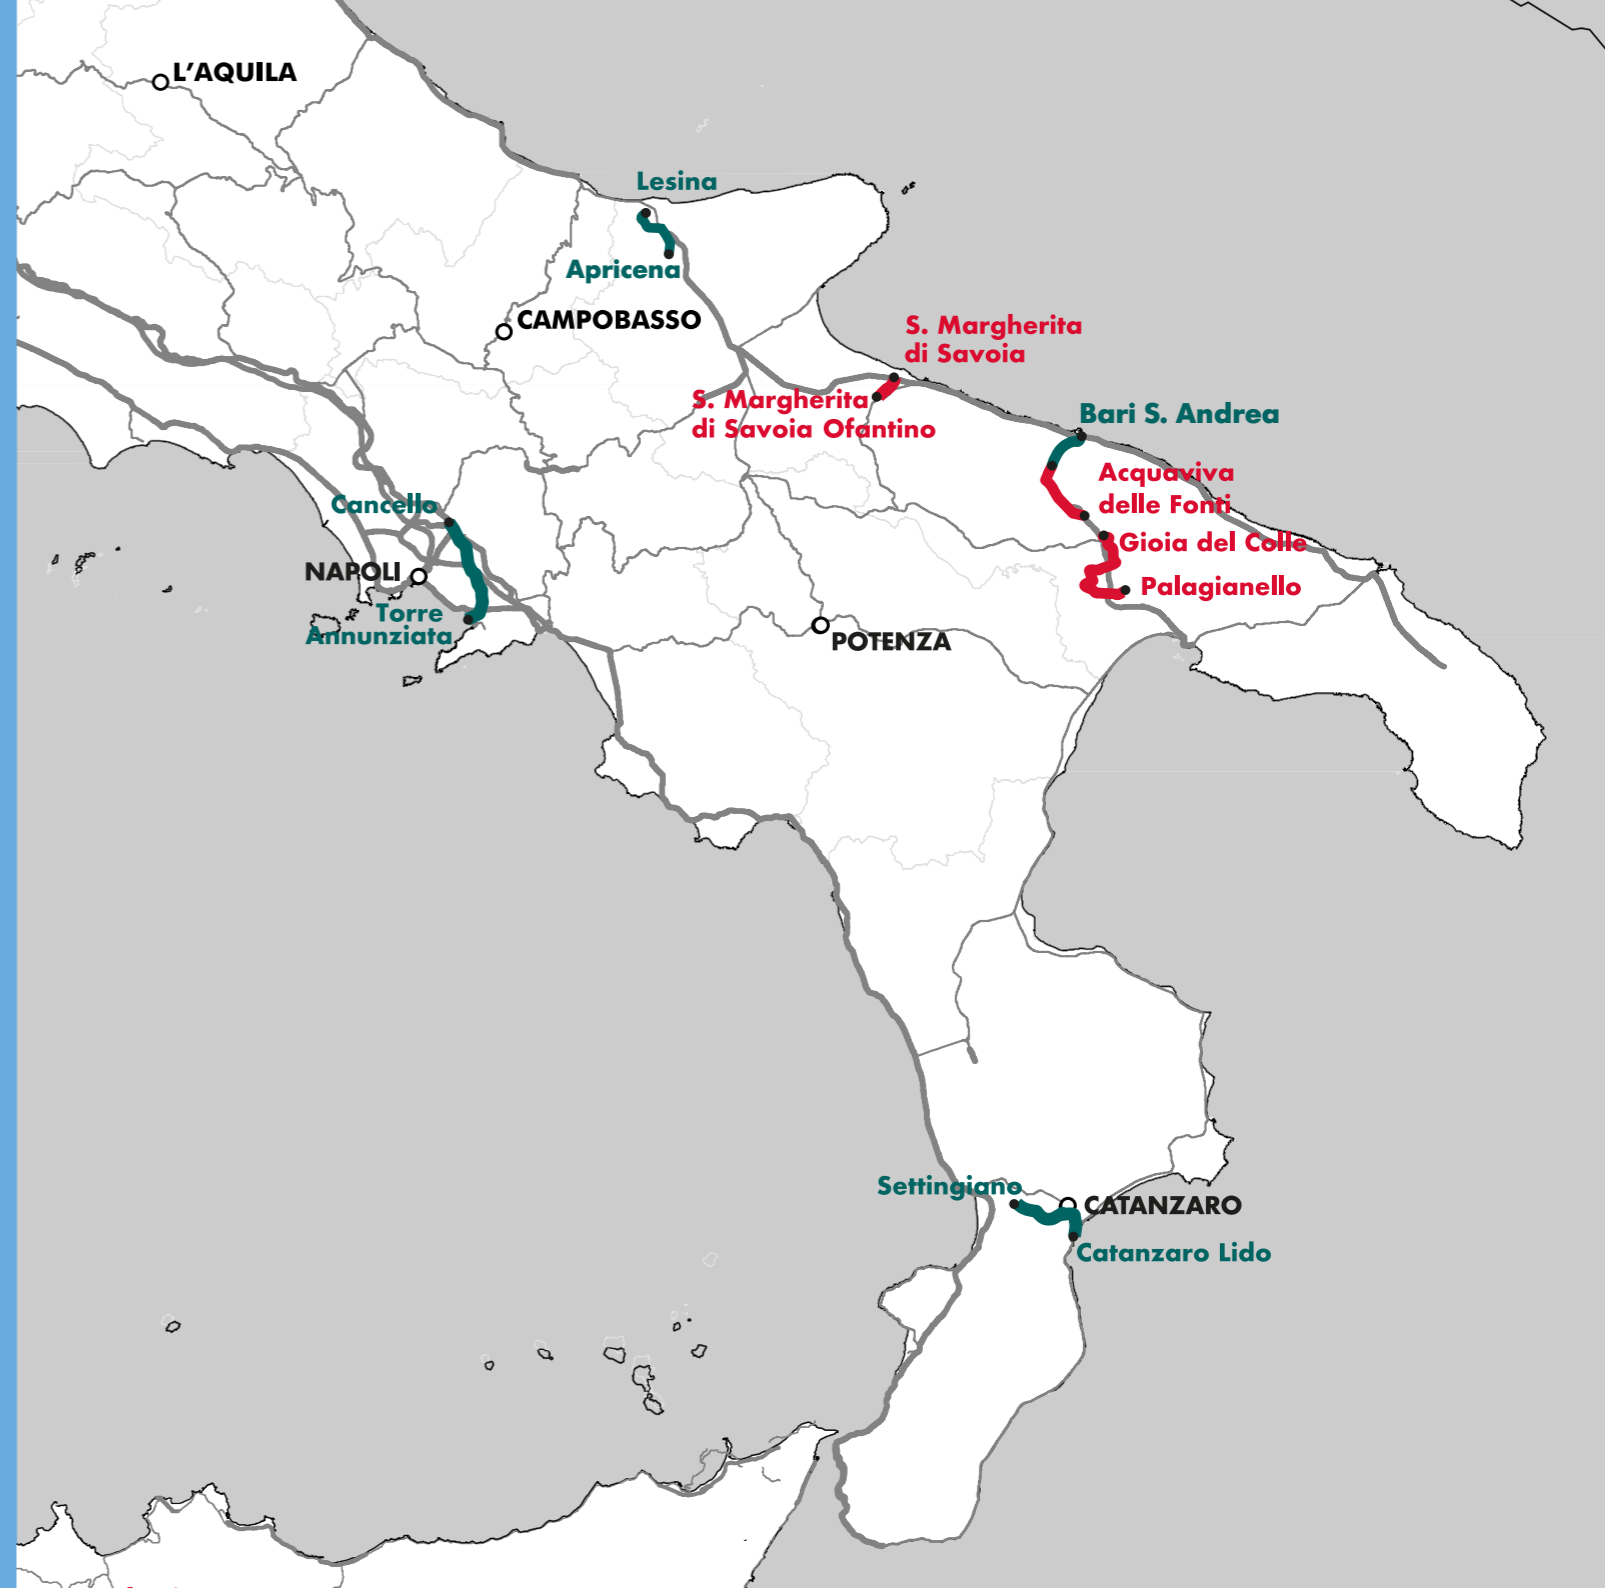 L'AQUILA
Lesina
Apricena
CAMPOBASSO
S. Margherita
di Savoia
S. Margherita
di Savoia Ofantino
Bari S. Andrea
Acquaviva
delle Fonti
Cancello
Gioia del Colle
NAPOLI
Palagianello
Torre
Annunziata
POTENZA
Settingiano
CATANZARO
Catanzaro Lido